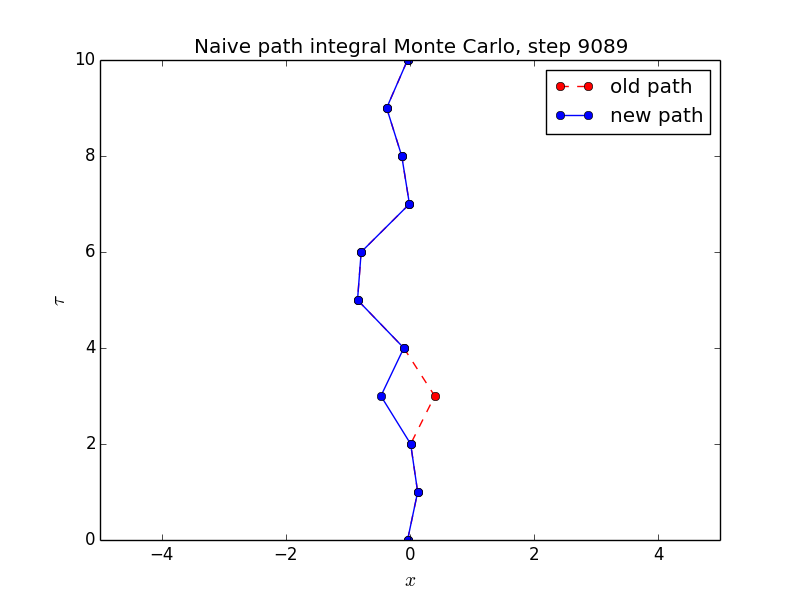 Naive path integral Monte Carlo, step 9089
10
old path
new path
8
6
τ
4
2
0
−4 −2 0 2 4
x